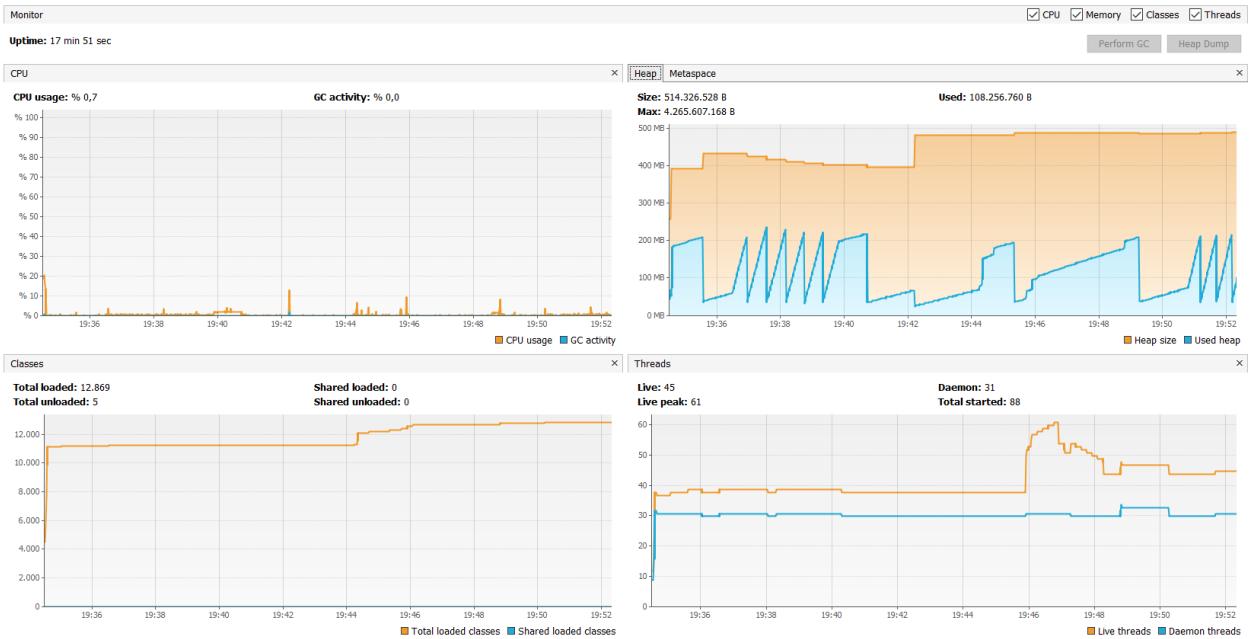 Monitor
CPU Memory Classes Threads
Uptime: 17 min 51 sec
Perform GC Heap Dump
CPU ×
CPU usage: % 0,7 GC activity: % 0,0
% 100
% 90
% 80
% 70
% 60
% 50
% 40
% 30
% 20
% 10
% 0
19:36 19:38 19:40 19:42 19:44 19:46 19:48 19:50 19:52
CPU usage GC activity
Heap Metaspace ×
Size: 514.326.528 B Used: 108.256.760 B
Max: 4.265.607.168 B
500 MB
400 MB
300 MB
200 MB
100 MB
0 MB
19:36 19:38 19:40 19:42 19:44 19:46 19:48 19:50 19:52
Heap size Used heap
Classes ×
Total loaded: 12.869 Shared loaded: 0
Total unloaded: 5 Shared unloaded: 0
12.000
10.000
8.000
6.000
4.000
2.000
0
19:36 19:38 19:40 19:42 19:44 19:46 19:48 19:50 19:52
Total loaded classes Shared loaded classes
Threads ×
Live: 45 Daemon: 31
Live peak: 61 Total started: 88
60
50
40
30
20
10
0
19:36 19:38 19:40 19:42 19:44 19:46 19:48 19:50 19:52
Live threads Daemon threads